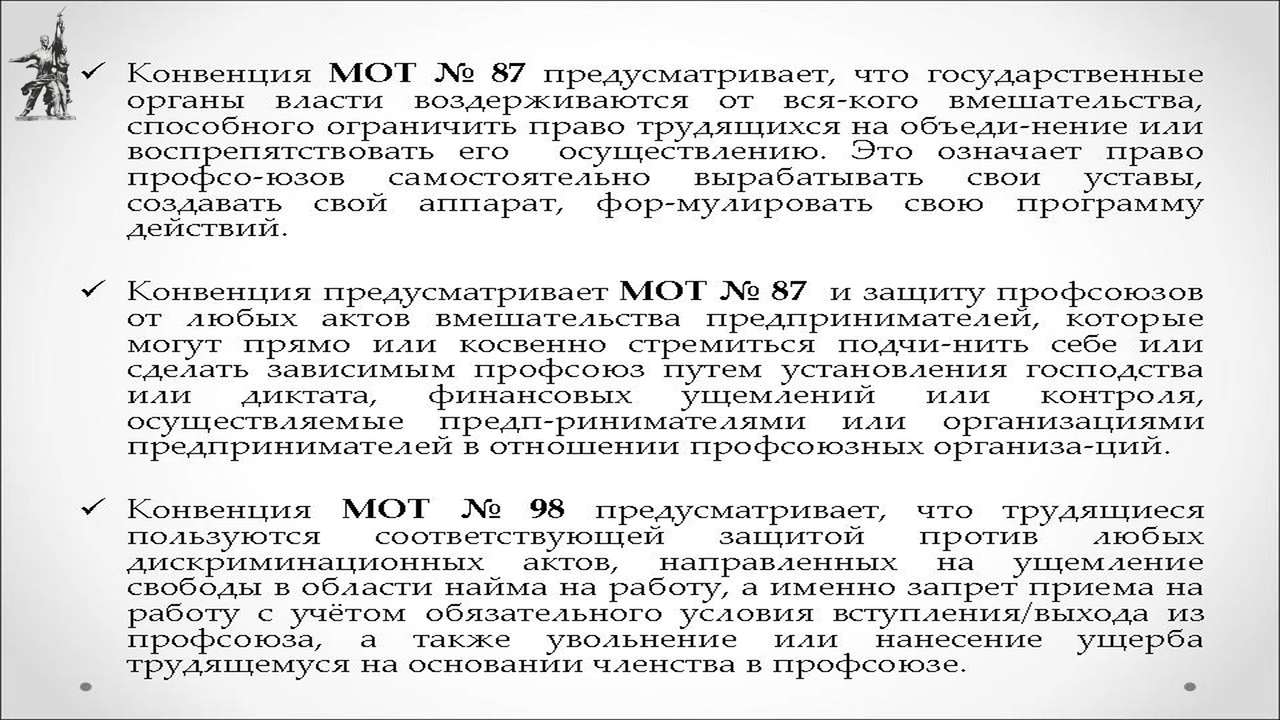 ✓ Конвенция МОТ № 87 предусматривает, что государственные
органы власти воздерживаются от вся-кого вмешательства,
способного ограничить право трудящихся на объеди-нение или
воспрепятствовать его осуществлению. Это означает право
профсо-юзов самостоятельно вырабатывать свои уставы,
создавать свой аппарат, фор-мулировать свою программу
действий.
✓ Конвенция предусматривает МОТ № 87 и защиту профсоюзов
от любых актов вмешательства предпринимателей, которые
могут прямо или косвенно стремиться подчи-нить себе или
сделать зависимым профсоюз путем установления господства
или диктата, финансовых ущемлений или контроля,
осуществляемые предп-ринимателями или организациями
предпринимателей в отношении профсоюзных организа-ций.
✓ Конвенция МОТ № 98 предусматривает, что трудящиеся
пользуются соответствующей защитой против любых
дискриминационных актов, направленных на ущемление
свободы в области найма на работу, а именно запрет приема на
работу с учётом обязательного условия вступления/выхода из
профсоюза, а также увольнение или нанесение ущерба
трудящемуся на основании членства в профсоюзе.